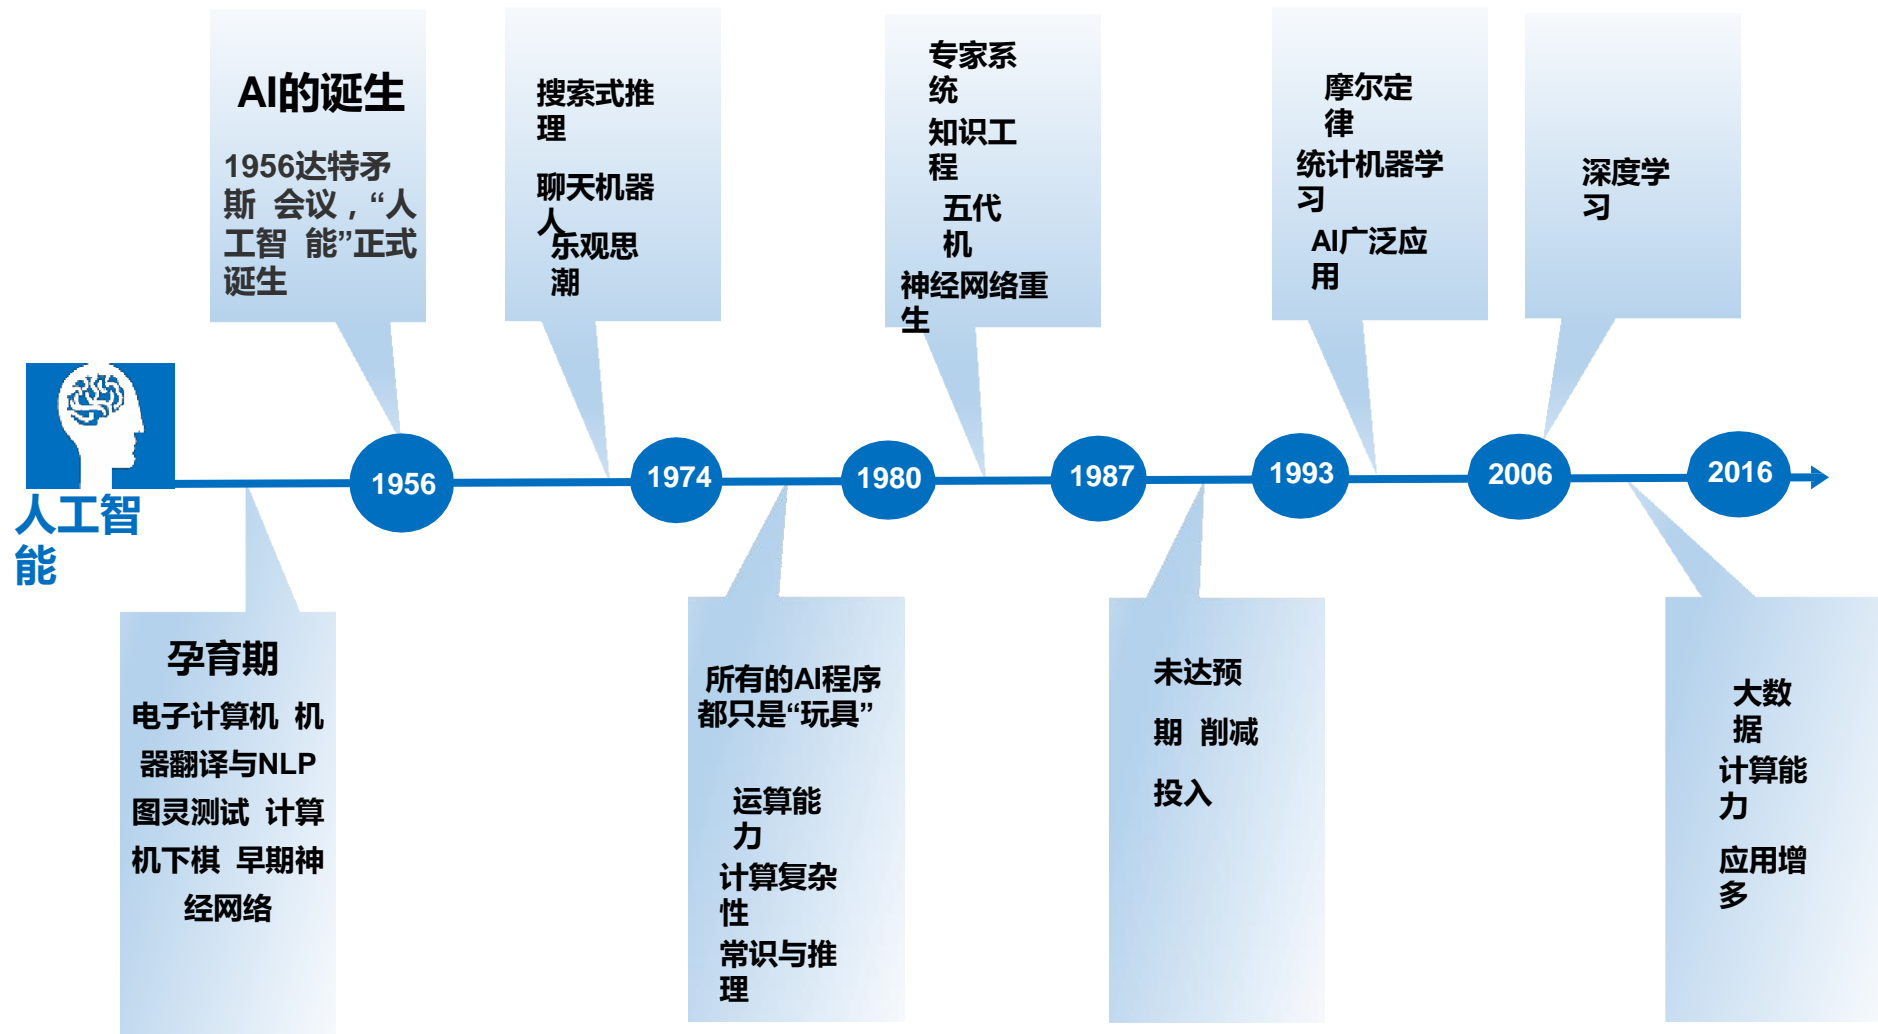 AI的诞生
1956达特矛
斯 会议，“人
工智 能”正式
诞生
搜索式推
理
聊天机器
人
乐观思
潮
专家系
统
知识工
程
五代
机
神经网络重
生
摩尔定
律
统计机器学
习
AI广泛应
用
深度学
习
人工智
能
1956
1974
1980
1987
1993
2006
2016
孕育期
电子计算机 机
器翻译与NLP
图灵测试 计算
机下棋 早期神
经网络
所有的AI程序
都只是“玩具”
运算能
力
计算复杂
性
常识与推
理
未达预
期 削减
投入
大数
据
计算能
力
应用增
多